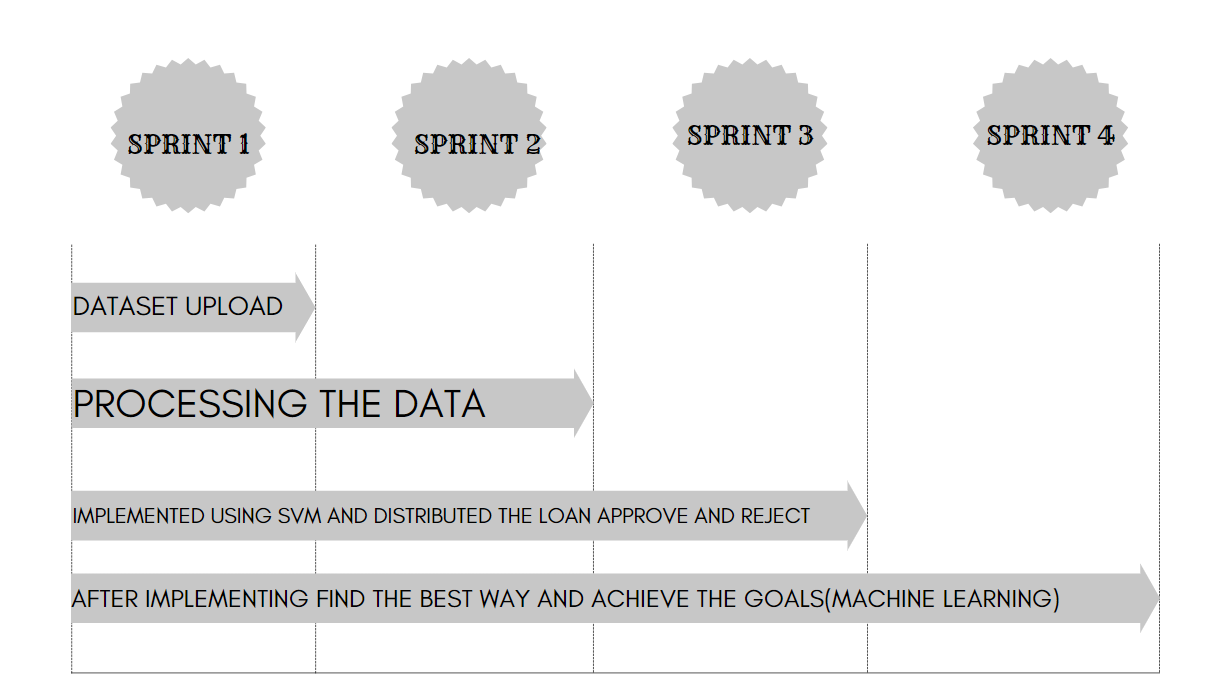 SPRINT 1
SPRINT 2
SPRINT 3
SPRINT 4
DATASET UPLOAD
PROCESSING THE DATA
IMPLEMENTED USING SVM AND DISTRIBUTED THE LOAN APPROVE AND REJECT
AFTER IMPLEMENTING FIND THE BEST WAY AND ACHIEVE THE GOALS(MACHINE LEARNING)